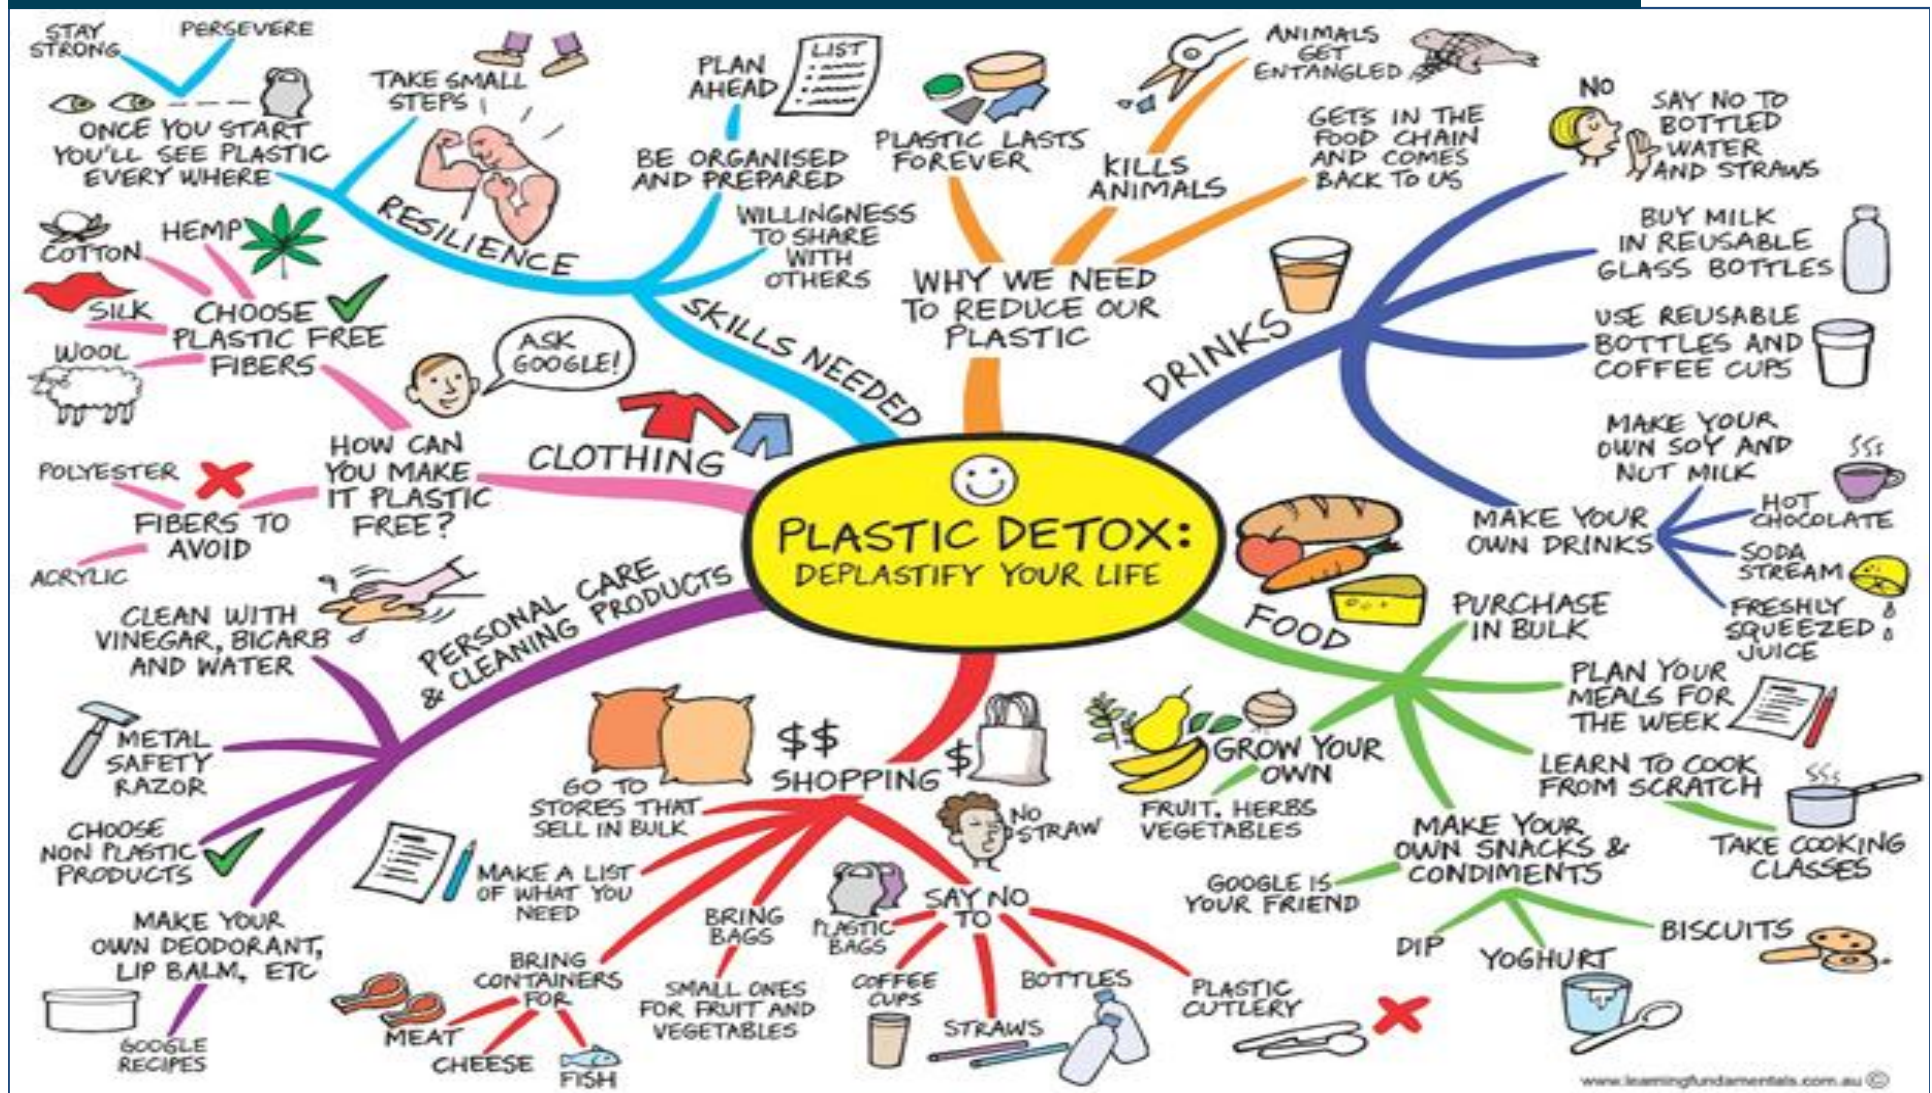 PLASTIC DETOX:
DEPLASTIFY YOUR LIFE
WHY WE NEED
TO REDUCE OUR
PLASTIC
PLASTIC LASTS
FOREVER
KILLS
ANIMALS
ANIMALS
GET
ENTANGLED
GETS IN THE
FOOD CHAIN
AND COMES
BACK TO US
DRINKS
NO
SAY NO TO
BOTTLED
WATER
AND STRAWS
BUY MILK
IN REUSABLE
GLASS BOTTLES
USE REUSABLE
BOTTLES AND
COFFEE CUPS
MAKE YOUR
OWN DRINKS
MAKE YOUR
OWN SOY AND
NUT MILK
HOT
CHOCOLATE
SODA
STREAM
FRESHLY
SQUEEZED
JUICE
FOOD
PURCHASE
IN BULK
PLAN YOUR
MEALS FOR
THE WEEK
LEARN TO COOK
FROM SCRATCH
TAKE COOKING
CLASSES
MAKE YOUR
OWN SNACKS &
CONDIMENTS
GOOGLE IS
YOUR FRIEND
DIP
YOGHURT
BISCUITS
GROW YOUR
OWN
FRUIT. HERBS
VEGETABLES
$$
SHOPPING
$
NO
STRAW
SAY NO
TO
PLASTIC
BAGS
COFFEE
CUPS
STRAWS
BOTTLES
PLASTIC
CUTLERY
BRING
BAGS
SMALL ONES
FOR FRUIT AND
VEGETABLES
BRING
CONTAINERS
FOR
MEAT
CHEESE
FISH
MAKE A LIST
OF WHAT YOU
NEED
GO TO
STORES THAT
SELL IN BULK
PERSONAL CARE
& CLEANING PRODUCTS
CLEAN WITH
VINEGAR, BICARB
AND WATER
METAL
SAFETY
RAZOR
CHOOSE
NON PLASTIC
PRODUCTS
MAKE YOUR
OWN DEODORANT,
LIP BALM, ETC
GOOGLE
RECIPES
CLOTHING
HOW CAN
YOU MAKE
IT PLASTIC
FREE?
ASK
GOOGLE!
FIBERS TO
AVOID
POLYESTER
ACRYLIC
CHOOSE
PLASTIC FREE
FIBERS
WOOL
SILK
COTTON
HEMP
SKILLS NEEDED
RESILIENCE
ONCE YOU START
YOU'LL SEE PLASTIC
EVERY WHERE
STAY
STRONG
PERSEVERE
TAKE SMALL
STEPS
BE ORGANISED
AND PREPARED
PLAN
AHEAD
LIST
WILLINGNESS
TO SHARE
WITH
OTHERS
www.learningfundamentals.com.au ©